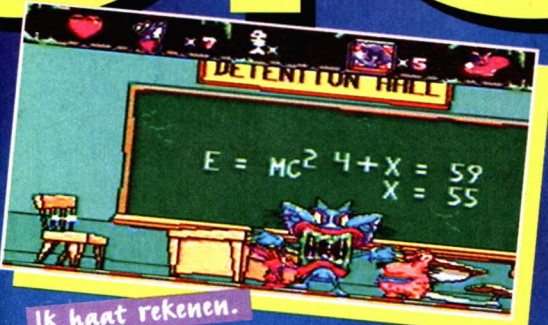 ×7
×
×5
DETENTION HALL
E = MC² 4+X = 59
X = 55
Ik haat rekenen.